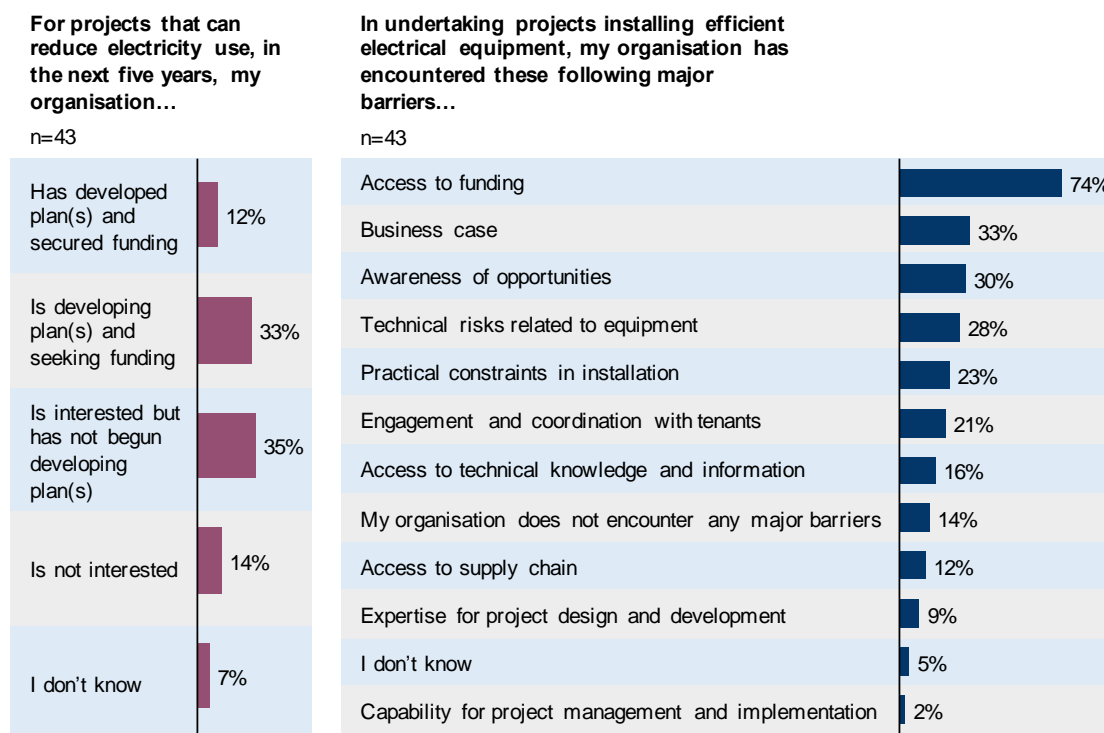 For projects that can
reduce electricity use, in
the next five years, my
organisation…
n=43
Has developed
plan(s) and
secured funding
12%
Is developing
plan(s) and
seeking funding
33%
Is interested but
has not begun
developing
plan(s)
35%
Is not interested
14%
I don't know
7%
In undertaking projects installing efficient
electrical equipment, my organisation has
encountered these following major
barriers…
n=43
Access to funding 74%
Business case 33%
Awareness of opportunities 30%
Technical risks related to equipment 28%
Practical constraints in installation 23%
Engagement and coordination with tenants 21%
Access to technical knowledge and information 16%
My organisation does not encounter any major barriers 14%
Access to supply chain 12%
Expertise for project design and development 9%
I don't know 5%
Capability for project management and implementation 2%